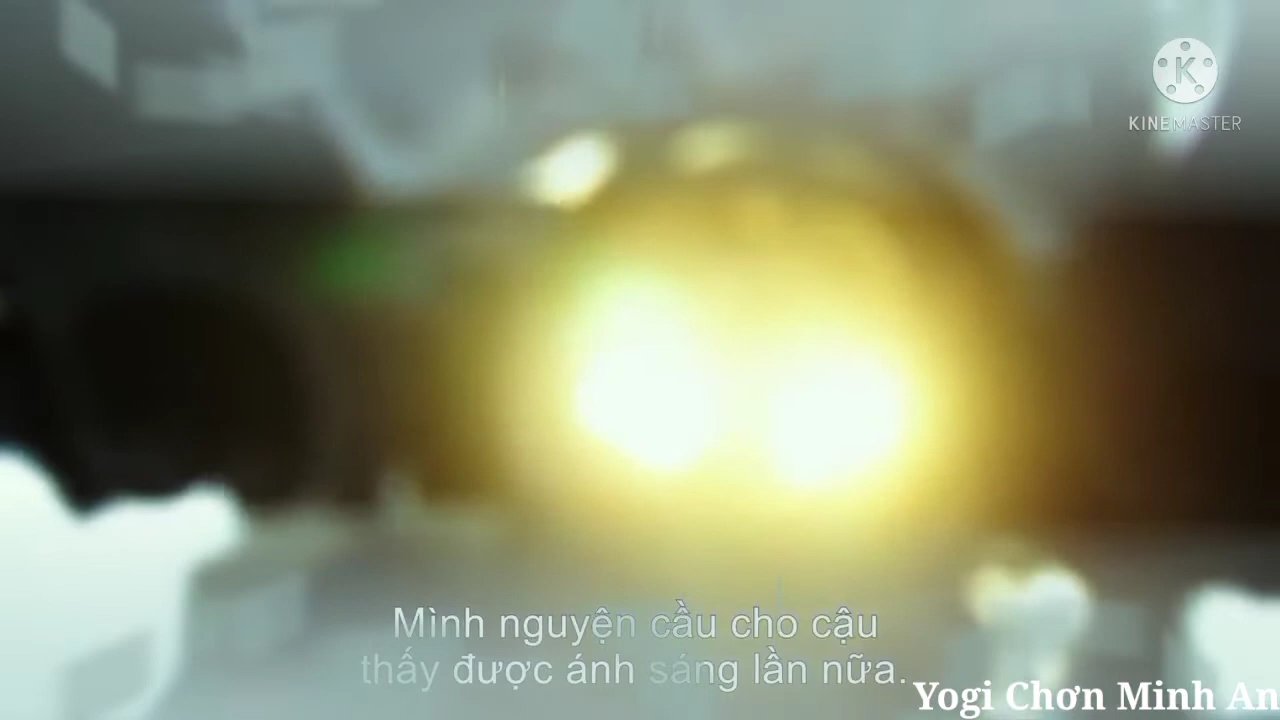 KINEMASTER
Mình nguyện cầu cho cậu
thấy được ánh sáng lần nữa.
Yogi Chơn Minh An